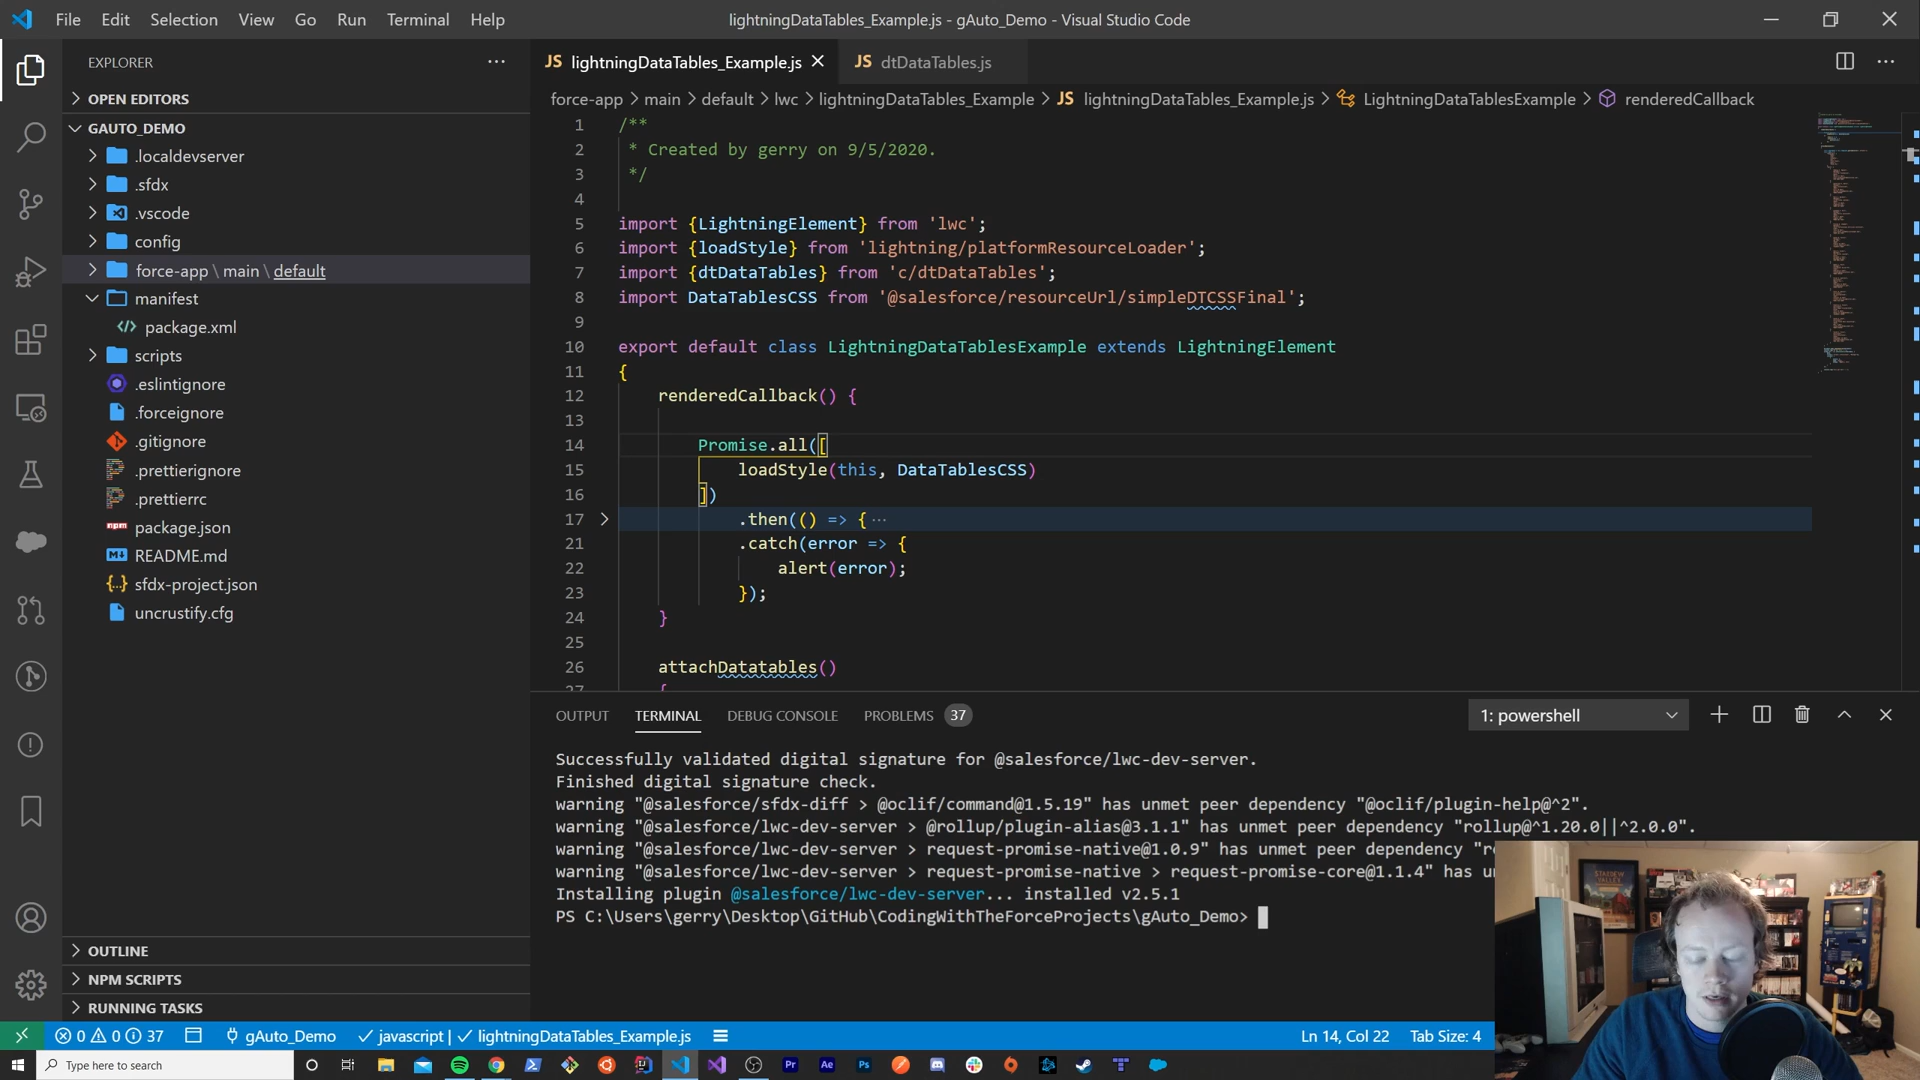 File Edit Selection View Go Run Terminal Help
lightningDataTables_Example.js - gAuto_Demo - Visual Studio Code
EXPLORER
OPEN EDITORS
GAUTO_DEMO
.localdevserver
.sfdx
.vscode
config
force-app \ main \ default
manifest
package.xml
scripts
.eslintignore
.forceignore
.gitignore
.prettierignore
.prettierrc
package.json
README.md
sfdx-project.json
uncrustify.cfg
OUTLINE
NPM SCRIPTS
RUNNING TASKS
JS lightningDataTables_Example.js JS dtDataTables.js
force-app > main > default > lwc > lightningDataTables_Example > JS lightningDataTables_Example.js > LightningDataTablesExample > renderedCallback
1 /**
2 * Created by gerry on 9/5/2020.
3 */
4
5 import {LightningElement} from 'lwc';
6 import {loadStyle} from 'lightning/platformResourceLoader';
7 import {dtDataTables} from 'c/dtDataTables';
8 import DataTablesCSS from '@salesforce/resourceUrl/simpleDTCSSFinal';
9
10 export default class LightningDataTablesExample extends LightningElement
11 {
12 renderedCallback() {
13
14 Promise.all([
15 loadStyle(this, DataTablesCSS)
16 ])
17 .then(() => { ...
21 .catch(error => {
22 alert(error);
23 });
24 }
25
26 attachDatatables()
27 {
OUTPUT TERMINAL DEBUG CONSOLE PROBLEMS 37 1: powershell
Successfully validated digital signature for @salesforce/lwc-dev-server.
Finished digital signature check.
warning "@salesforce/sfdx-diff > @oclif/command@1.5.19" has unmet peer dependency "@oclif/plugin-help@^2".
warning "@salesforce/lwc-dev-server > @rollup/plugin-alias@3.1.1" has unmet peer dependency "rollup@^1.20.0||^2.0.0".
warning "@salesforce/lwc-dev-server > request-promise-native@1.0.9" has unmet peer dependency
warning "@salesforce/lwc-dev-server > request-promise-native > request-promise-core@1.1.4" has
Installing plugin @salesforce/lwc-dev-server... installed v2.5.1
PS C:\Users\gerry\Desktop\GitHub\CodingWithTheForceProjects\gAuto_Demo>
STARDEW VALLEY
0 0 37 gAuto_Demo javascript | lightningDataTables_Example.js Ln 14, Col 22 Tab Size: 4
Type here to search Pr Ae Ps